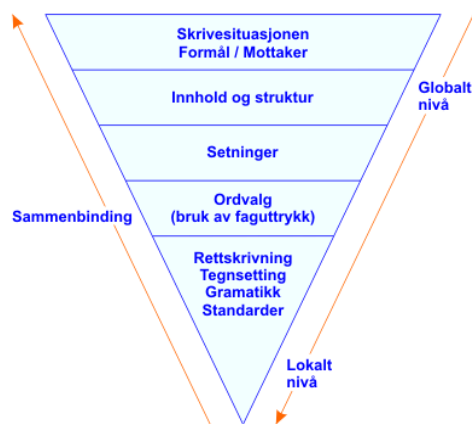 Skrivesituasjonen
Formål / Mottaker
Innhold og struktur
Globalt
nivå
Setninger
Ordvalg
(bruk av faguttrykk)
Sammenbinding
Rettskrivning
Tegnsetting
Gramatikk
Standarder
Lokalt
nivå